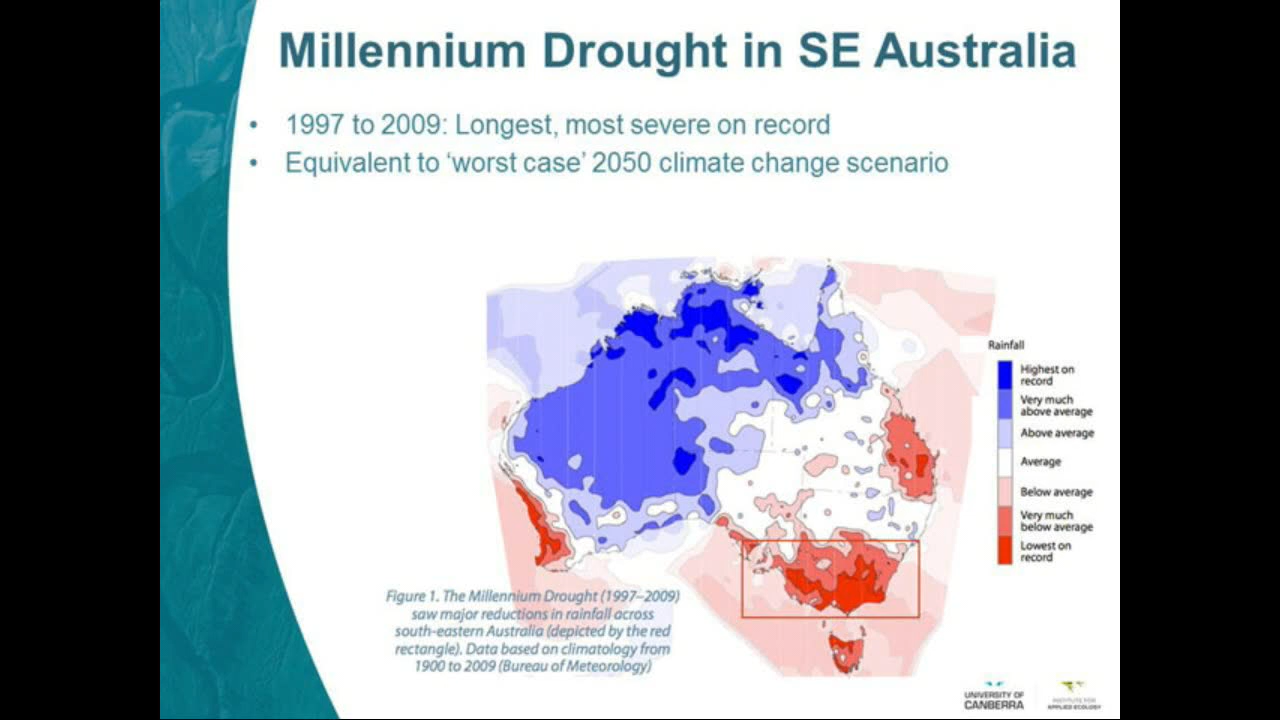 Millennium Drought in SE Australia
• 1997 to 2009: Longest, most severe on record
• Equivalent to ‘worst case’ 2050 climate change scenario
Rainfall
Highest on
record
Very much
above average
Above average
Average
Below average
Very much
below average
Lowest on
record
Figure 1. The Millennium Drought (1997–2009)
saw major reductions in rainfall across
south-eastern Australia (depicted by the red
rectangle). Data based on climatology from
1900 to 2009 (Bureau of Meteorology)
UNIVERSITY OF
CANBERRA
INSTITUTE FOR
APPLIED ECOLOGY